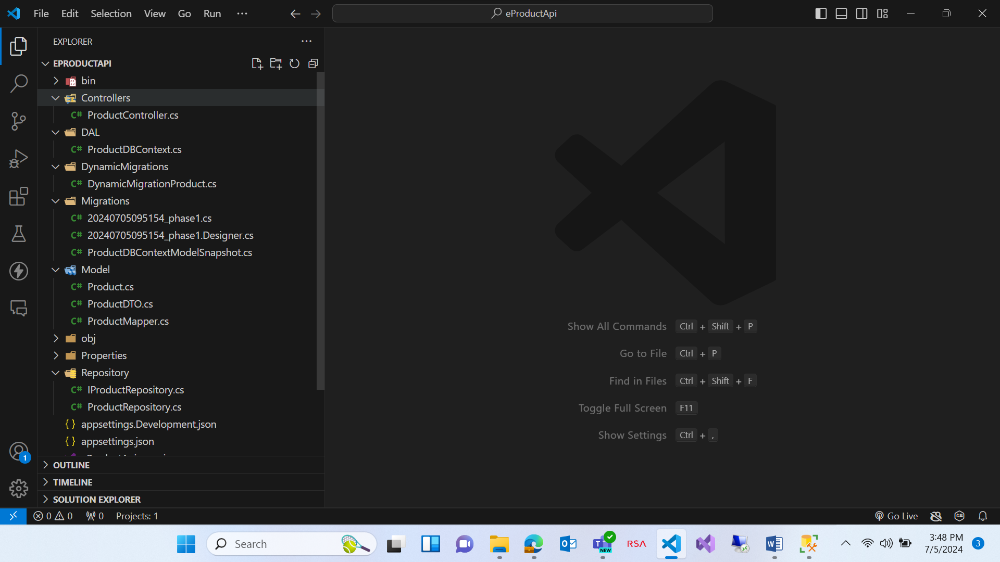 File Edit Selection View Go Run
eProductApi
EXPLORER
EPRODUCTAPI
bin
Controllers
C# ProductController.cs
DAL
C# ProductDBContext.cs
DynamicMigrations
C# DynamicMigrationProduct.cs
Migrations
C# 20240705095154_phase1.cs
C# 20240705095154_phase1.Designer.cs
C# ProductDBContextModelSnapshot.cs
Model
C# Product.cs
C# ProductDTO.cs
C# ProductMapper.cs
obj
Properties
Repository
C# IProductRepository.cs
C# ProductRepository.cs
{ } appsettings.Development.json
{ } appsettings.json
OUTLINE
TIMELINE
SOLUTION EXPLORER
1
Show All Commands Ctrl + Shift + P
Go to File Ctrl + P
Find in Files Ctrl + Shift + F
Toggle Full Screen F11
Show Settings Ctrl + ,
0 0 0 Projects: 1
Go Live
Search
NEW
RSA
3:48 PM
7/5/2024
3